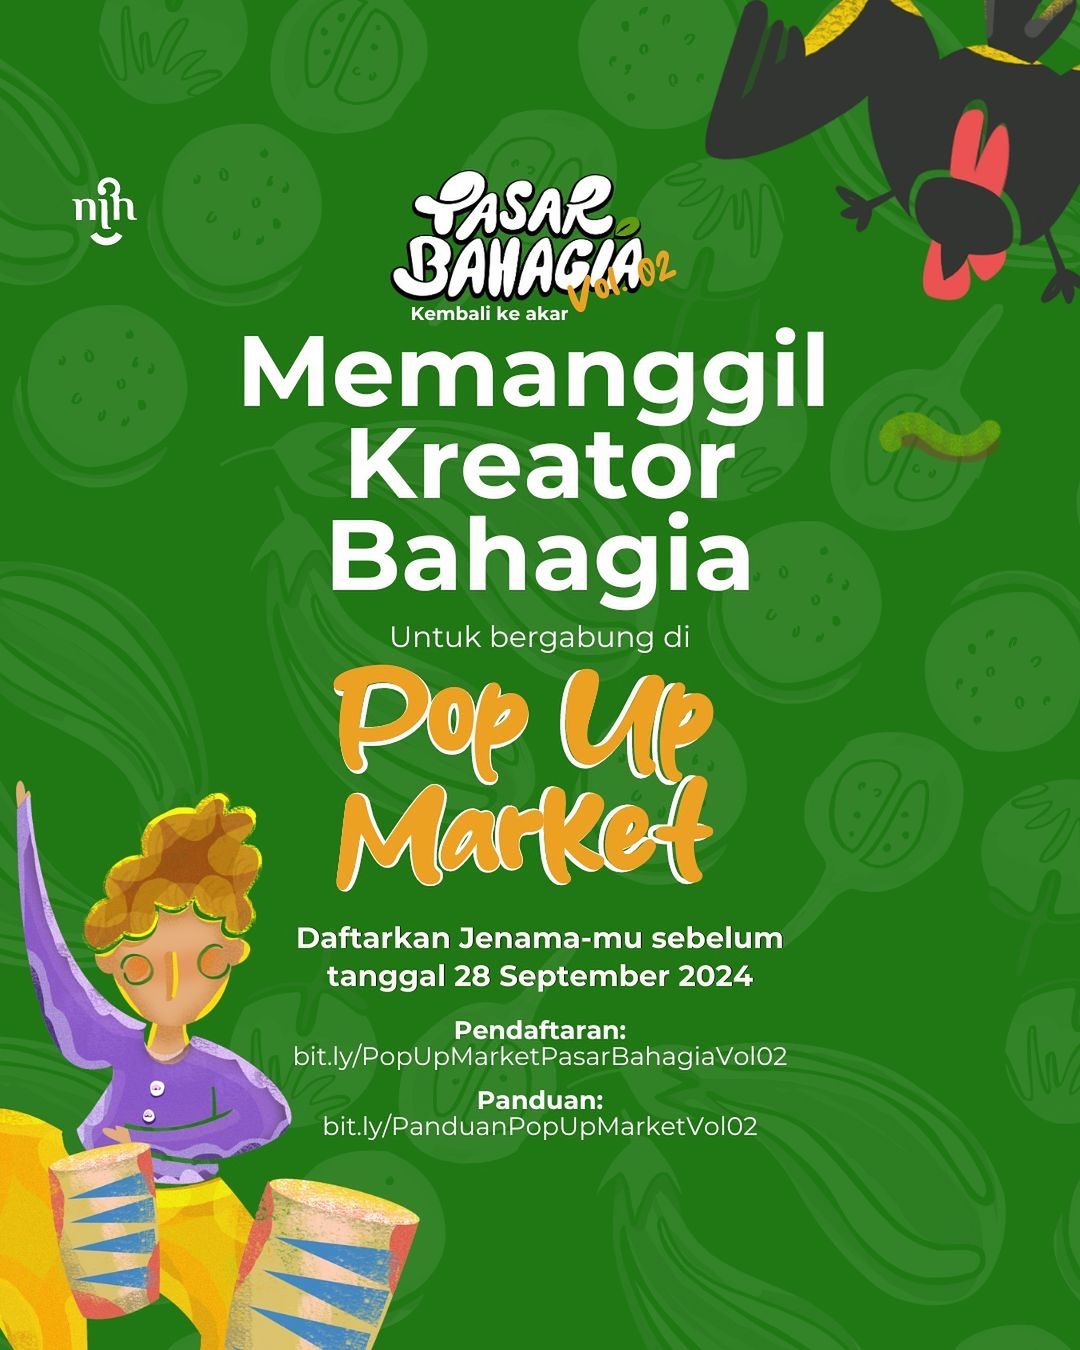 nih
PASAR
BAHAGIA
Vol. 02
Kembali ke akar
Memanggil
Kreator
Bahagia
Untuk bergabung di
Pop Up
Market
Daftarkan Jenama-mu sebelum
tanggal 28 September 2024
Pendaftaran:
bit.ly/PopUpMarketPasarBahagiaVol02
Panduan:
bit.ly/PanduanPopUpMarketVol02